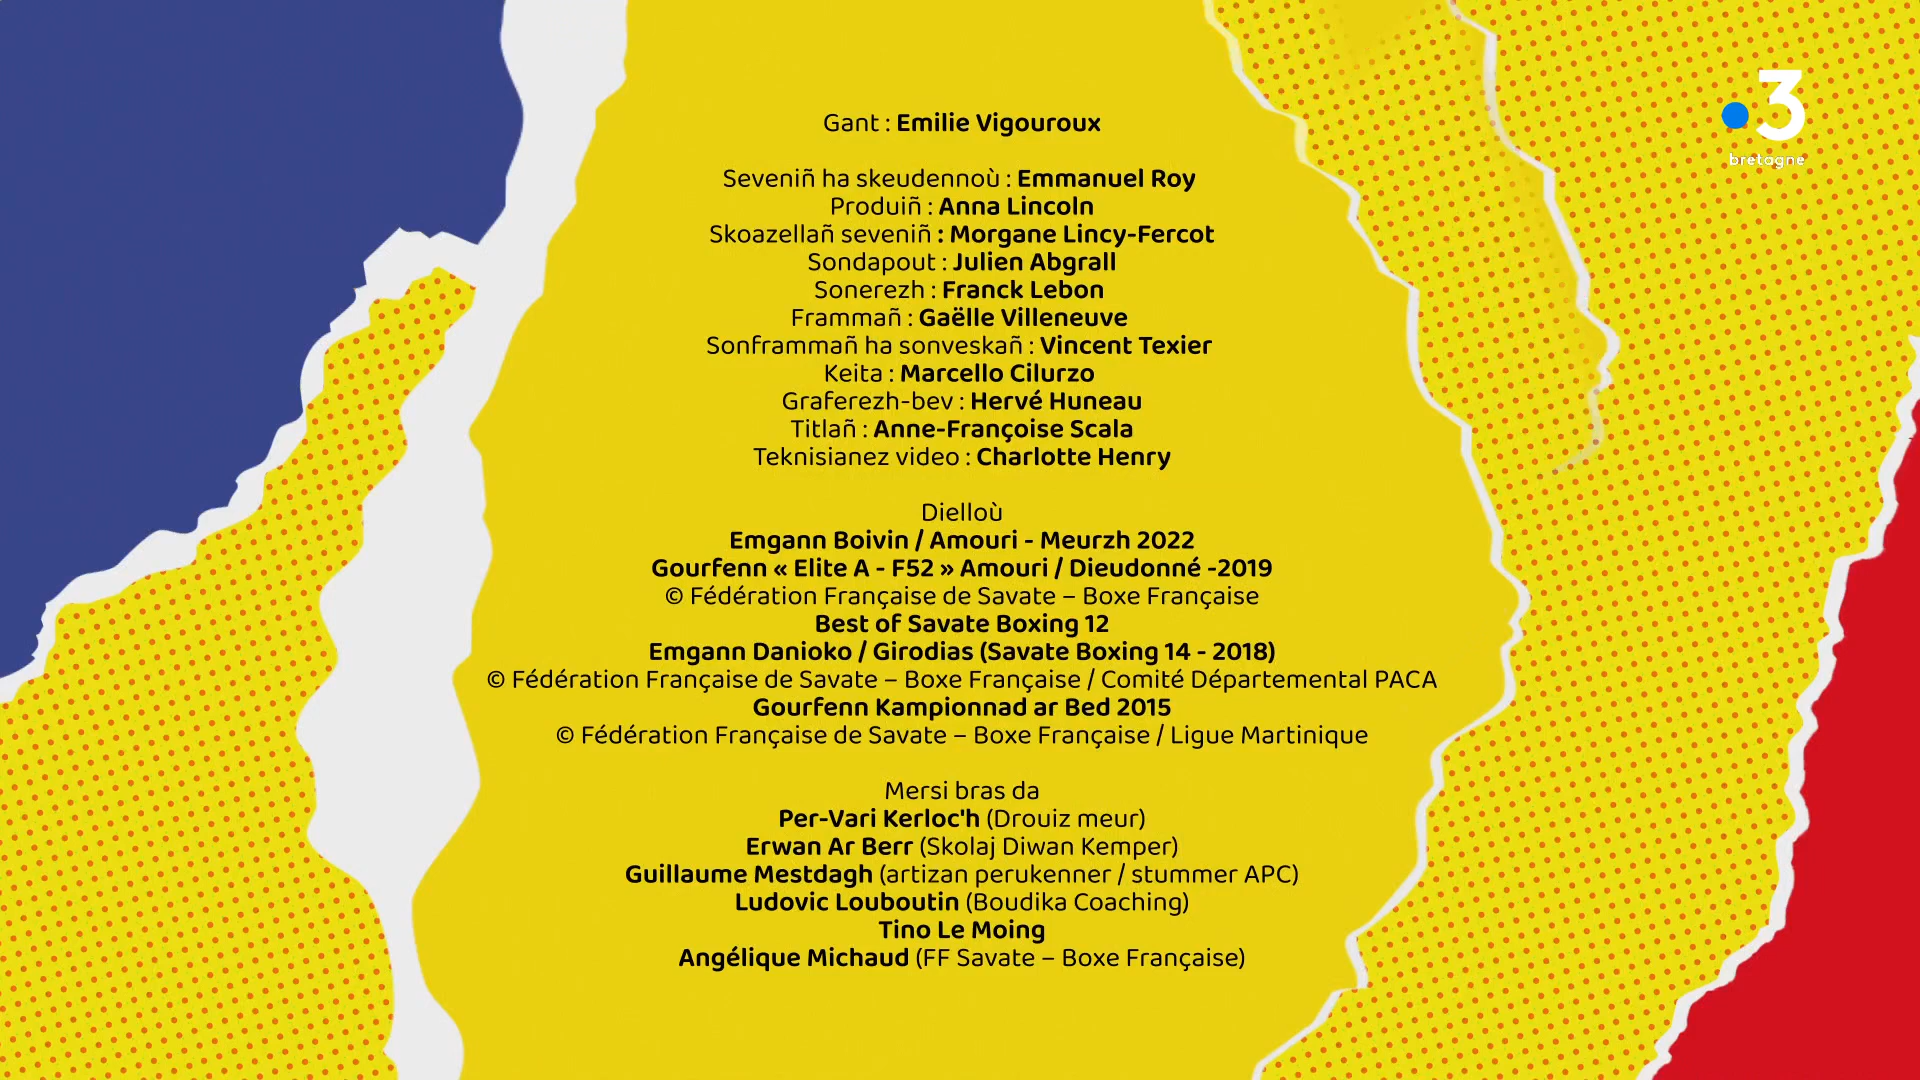 Gant : Emilie Vigouroux
Seveniñ ha skeudennoù : Emmanuel Roy
Produiñ : Anna Lincoln
Skoazellañ seveniñ : Morgane Lincy-Fercot
Sondapout : Julien Abgrall
Sonerezh : Franck Lebon
Frammañ : Gaëlle Villeneuve
Sonframmañ ha sonveskañ : Vincent Texier
Keita : Marcello Cilurzo
Graferezh-bev : Hervé Huneau
Titlañ : Anne-Françoise Scala
Teknisianez video : Charlotte Henry
Dielloù
Emgann Boivin / Amouri - Meurzh 2022
Gourfenn « Elite A - F52 » Amouri / Dieudonné -2019
© Fédération Française de Savate – Boxe Française
Best of Savate Boxing 12
Emgann Danioko / Girodias (Savate Boxing 14 - 2018)
© Fédération Française de Savate – Boxe Française / Comité Départemental PACA
Gourfenn Kampionnad ar Bed 2015
© Fédération Française de Savate – Boxe Française / Ligue Martinique
Mersi bras da
Per-Vari Kerloc'h (Drouiz meur)
Erwan Ar Berr (Skolaj Diwan Kemper)
Guillaume Mestdagh (artizan perukenner / stummer APC)
Ludovic Louboutin (Boudika Coaching)
Tino Le Moing
Angélique Michaud (FF Savate – Boxe Française)
3
bretagne